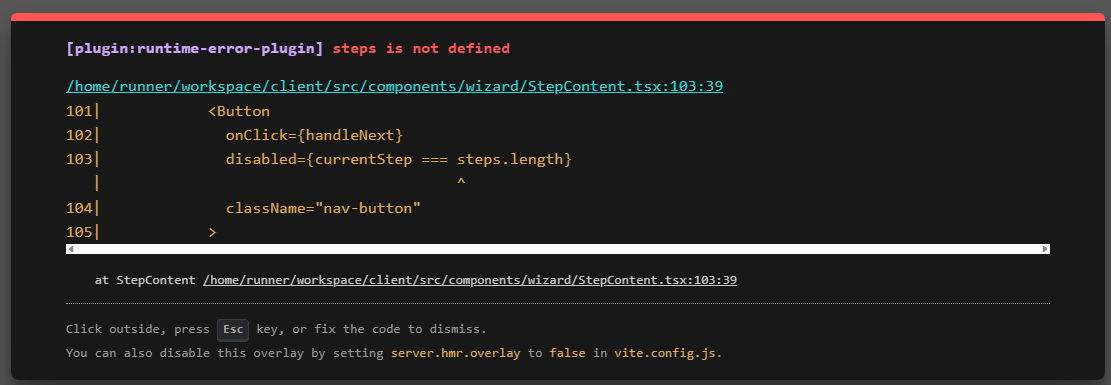 [plugin:runtime-error-plugin] steps is not defined
/home/runner/workspace/client/src/components/wizard/StepContent.tsx:103:39
101|            <Button
102|              onClick={handleNext}
103|              disabled={currentStep === steps.length}
   |                                        ^
104|              className="nav-button"
105|            >
at StepContent /home/runner/workspace/client/src/components/wizard/StepContent.tsx:103:39
Click outside, press Esc key, or fix the code to dismiss.
You can also disable this overlay by setting server.hmr.overlay to false in vite.config.js.